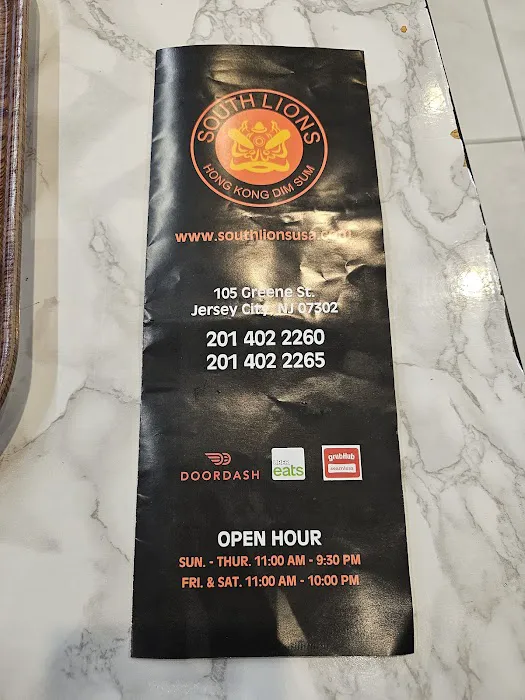 SOUTH LIONS
HONG KONG DIM SUM
www.southlionsusa.com
105 Greene St.
Jersey City, NJ 07302
201 402 2260
201 402 2265
DOORDASH
UBER
eats
GRUBHUB
seamless
OPEN HOUR
SUN. - THUR. 11:00 AM - 9:30 PM
FRI. & SAT. 11:00 AM - 10:00 PM